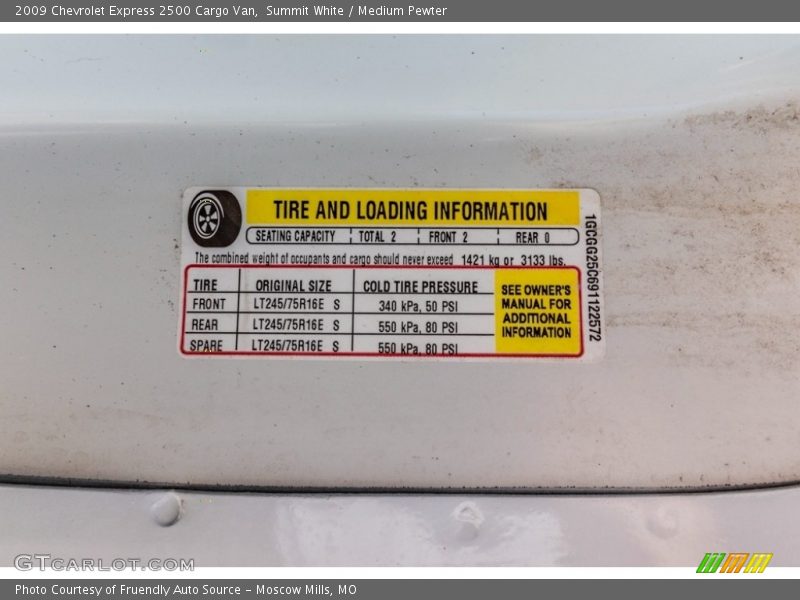 2009 Chevrolet Express 2500 Cargo Van, Summit White / Medium Pewter
TIRE AND LOADING INFORMATION
SEATING CAPACITY TOTAL 2 FRONT 2 REAR 0
The combined weight of occupants and cargo should never exceed 1421 kg or 3133 lbs.
TIRE ORIGINAL SIZE COLD TIRE PRESSURE
FRONT LT245/75R16E S 340 kPa, 50 PSI
REAR LT245/75R16E S 550 kPa, 80 PSI
SPARE LT245/75R16E S 550 kPa, 80 PSI
SEE OWNER'S
MANUAL FOR
ADDITIONAL
INFORMATION
1GCGG25C691122572
GTCARLOT.COM
Photo Courtesy of Fruendly Auto Source – Moscow Mills, MO